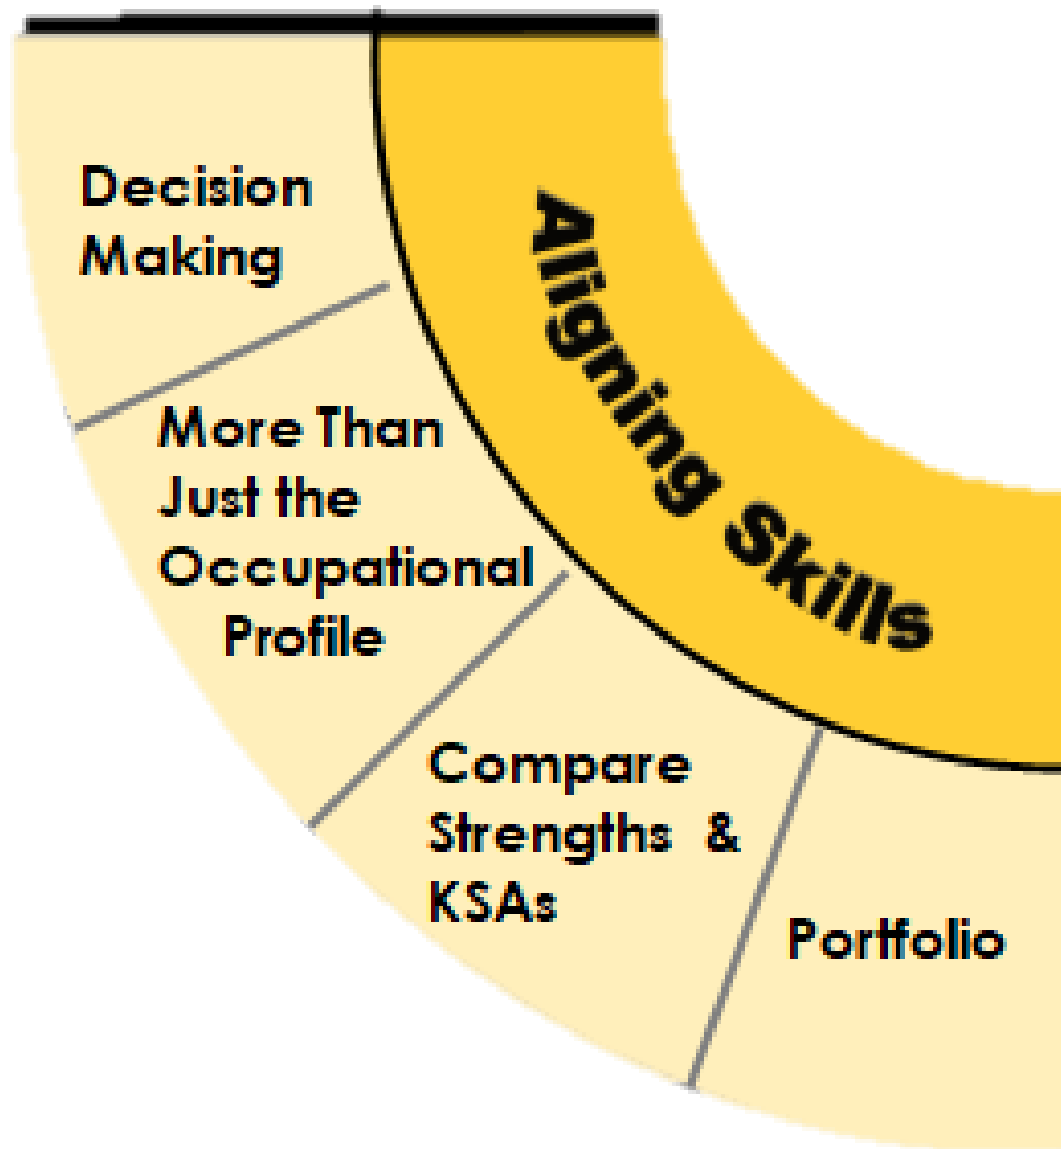 Decision
Making
More Than
Just the
Occupational
Profile
Compare
Strengths &
KSAs
Portfolio
Aligning Skills